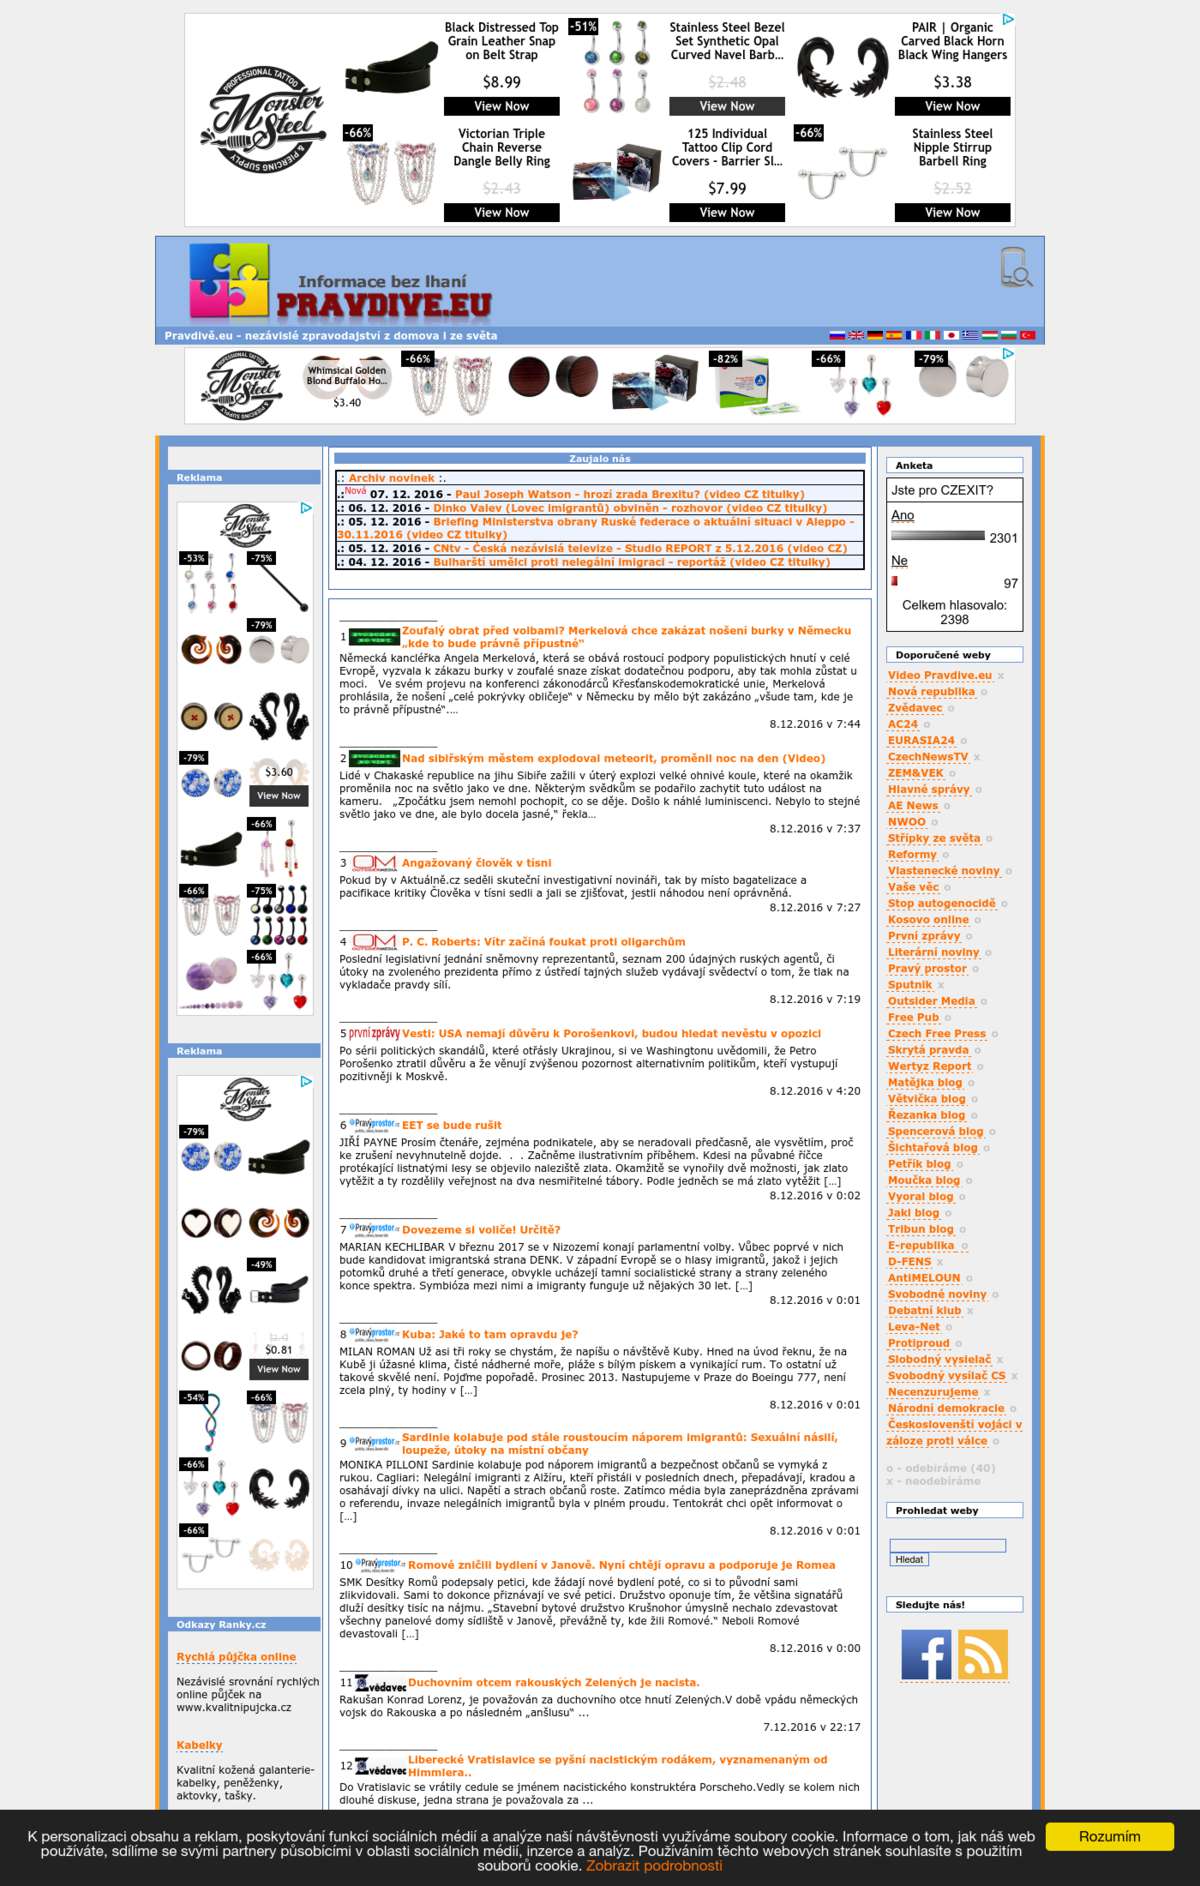 Black Distressed Top
Grain Leather Snap
on Belt Strap
$8.99
View Now
-51%
Stainless Steel Bezel
Set Synthetic Opal
Curved Navel Barb...
$2.48
View Now
PAIR | Organic
Carved Black Horn
Black Wing Hangers
$3.38
View Now
PROFESSIONAL TATTOO
Monster
Steel
& PIERCING SUPPLY
-66%
Victorian Triple
Chain Reverse
Dangle Belly Ring
$2.43
View Now
125 Individual
Tattoo Clip Cord
Covers - Barrier Sl...
$7.99
View Now
-66%
Stainless Steel
Nipple Stirrup
Barbell Ring
$2.52
View Now
Informace bez lhaní
PRAVDIVE.EU
Pravdivě.eu - nezávislé zpravodajství z domova i ze světa
Monster
Steel
Whimsical Golden
Blond Buffalo Ho...
$3.40
-66%
-82%
-66%
-79%
Reklama
Monster
Steel
-53%
-75%
-79%
-79%
$3.60
View Now
-66%
-66%
-75%
-66%
Reklama
Monster
Steel
-79%
-49%
$2.42
$0.81
View Now
-54%
-66%
-66%
-66%
Odkazy Ranky.cz
Rychlá půjčka online
Nezávislé srovnání rychlých
online půjček na
www.kvalitnipujcka.cz
Kabelky
Kvalitní kožená galanterie-
kabelky, peněženky,
aktovky, tašky.
Zaujalo nás
.: Archiv novinek :.
.:Nová 07. 12. 2016 - Paul Joseph Watson - hrozí zrada Brexitu? (video CZ titulky)
.: 06. 12. 2016 - Dinko Valev (Lovec imigrantů) obviněn - rozhovor (video CZ titulky)
.: 05. 12. 2016 - Briefing Ministerstva obrany Ruské federace o aktuální situaci v Aleppo -
30.11.2016 (video CZ titulky)
.: 05. 12. 2016 - CNtv - Česká nezávislá televize - Studio REPORT z 5.12.2016 (video CZ)
.: 04. 12. 2016 - Bulharští umělci proti nelegální imigraci - reportáž (video CZ titulky)
1 Zoufalý obrat před volbami? Merkelová chce zakázat nošení burky v Německu
„kde to bude právně přípustné“
Německá kancléřka Angela Merkelová, která se obává rostoucí podpory populistických hnutí v celé
Evropě, vyzvala k zákazu burky v zoufalé snaze získat dodatečnou podporu, aby tak mohla zůstat u
moci. Ve svém projevu na konferenci zákonodárců Křesťanskodemokratické unie, Merkelová
prohlásila, že nošení „celé pokrývky obličeje“ v Německu by mělo být zakázáno „všude tam, kde je
to právně přípustné“.…
8.12.2016 v 7:44
2 Nad sibiřským městem explodoval meteorit, proměnil noc na den (Video)
Lidé v Chakaské republice na jihu Sibiře zažili v úterý explozi velké ohnivé koule, které na okamžik
proměnila noc na světlo jako ve dne. Některým svědkům se podařilo zachytit tuto událost na
kameru. „Zpočátku jsem nemohl pochopit, co se děje. Došlo k náhlé luminiscenci. Nebylo to stejné
světlo jako ve dne, ale bylo docela jasné,“ řekla…
8.12.2016 v 7:37
3 OM OUTSIDERMEDIA Angažovaný člověk v tísni
Pokud by v Aktuálně.cz seděli skuteční investigativní novináři, tak by místo bagatelizace a
pacifikace kritiky Člověka v tísni sedli a jali se zjišťovat, jestli náhodou není oprávněná.
8.12.2016 v 7:27
4 OM OUTSIDERMEDIA P. C. Roberts: Vítr začíná foukat proti oligarchům
Poslední legislativní jednání sněmovny reprezentantů, seznam 200 údajných ruských agentů, či
útoky na zvoleného prezidenta přímo z ústředí tajných služeb vydávají svědectví o tom, že tlak na
vykladače pravdy sílí.
8.12.2016 v 7:19
5 první zprávy Vesti: USA nemají důvěru k Porošenkovi, budou hledat nevěstu v opozici
Po sérii politických skandálů, které otřásly Ukrajinou, si ve Washingtonu uvědomili, že Petro
Porošenko ztratil důvěru a že věnují zvýšenou pozornost alternativním politikům, kteří vystupují
pozitivněji k Moskvě.
8.12.2016 v 4:20
6 Pravýprostor EET se bude rušit
JIŘÍ PAYNE Prosím čtenáře, zejména podnikatele, aby se neradovali předčasně, ale vysvětlím, proč
ke zrušení nevyhnutelně dojde. . . Začněme ilustrativním příběhem. Kdesi na půvabné říčce
protékající listnatými lesy se objevilo naleziště zlata. Okamžitě se vynořily dvě možnosti, jak zlato
vytěžit a ty rozdělily veřejnost na dva nesmiřitelné tábory. Podle jedněch se má zlato vytěžit […]
8.12.2016 v 0:02
7 Pravýprostor Dovezeme si voliče! Určitě?
MARIAN KECHLIBAR V březnu 2017 se v Nizozemí konají parlamentní volby. Vůbec poprvé v nich
bude kandidovat imigrantská strana DENK. V západní Evropě se o hlasy imigrantů, jakož i jejich
potomků druhé a třetí generace, obvykle ucházejí tamní socialistické strany a strany zeleného
konce spektra. Symbióza mezi nimi a imigranty funguje už nějakých 30 let. […]
8.12.2016 v 0:01
8 Pravýprostor Kuba: Jaké to tam opravdu je?
MILAN ROMAN Už asi tři roky se chystám, že napíšu o návštěvě Kuby. Hned na úvod řeknu, že na
Kubě ji úžasné klima, čisté nádherné moře, pláže s bílým pískem a vynikající rum. To ostatní už
takové skvělé není. Pojďme popořadě. Prosinec 2013. Nastupujeme v Praze do Boeingu 777, není
zcela plný, ty hodiny v […]
8.12.2016 v 0:01
9 Pravýprostor Sardinie kolabuje pod stále roustoucím náporem imigrantů: Sexuální násilí,
loupeže, útoky na místní občany
MONIKA PILLONI Sardinie kolabuje pod náporem imigrantů a bezpečnost občanů se vymyká z
rukou. Cagliari: Nelegální imigranti z Alžíru, kteří přistáli v posledních dnech, přepadávají, kradou a
osahávají dívky na ulici. Napětí a strach občanů roste. Zatímco média byla zaneprázdněna zprávami
o referendu, invaze nelegálních imigrantů byla v plném proudu. Tentokrát chci opět informovat o
[…]
8.12.2016 v 0:01
10 Pravýprostor Romové zničili bydlení v Janově. Nyní chtějí opravu a podporuje je Romea
SMK Desítky Romů podepsaly petici, kde žádají nové bydlení poté, co si to původní sami
zlikvidovali. Sami to dokonce přiznávají ve své petici. Družstvo oponuje tím, že většina signatářů
dluží desítky tisíc na nájmu. „Stavební bytové družstvo Krušnohor úmyslně nechalo zdevastovat
všechny panelové domy sídliště v Janově, převážně ty, kde žili Romové.“ Neboli Romové
devastovali […]
8.12.2016 v 0:00
11 Zvědavec Duchovním otcem rakouských Zelených je nacista.
Rakušan Konrad Lorenz, je považován za duchovního otce hnutí Zelených.V době vpádu německých
vojsk do Rakouska a po následném „anšlusu“ ...
7.12.2016 v 22:17
12 Zvědavec Liberecké Vratislavice se pyšní nacistickým rodákem, vyznamenaným od
Himmlera..
Do Vratislavic se vrátily cedule se jménem nacistického konstruktéra Porscheho.Vedly se kolem nich
dlouhé diskuse, jedna strana je považovala za ...
Anketa
Jste pro CZEXIT?
Ano
2301
Ne
97
Celkem hlasovalo:
2398
Doporučené weby
Video Pravdive.eu x
Nová republika o
Zvědavec o
AC24 o
EURASIA24 o
CzechNewsTV x
ZEM&VEK o
Hlavné správy o
AE News o
NWOO o
Střípky ze světa o
Reformy o
Vlastenecké noviny o
Vaše věc o
Stop autogenocidě o
Kosovo online o
První zprávy o
Literární noviny o
Pravý prostor o
Sputnik x
Outsider Media o
Free Pub o
Czech Free Press o
Skrytá pravda o
Wertyz Report o
Matějka blog o
Větvička blog o
Řezanka blog o
Spencerová blog o
Šichtařová blog o
Petřík blog o
Moučka blog o
Vyoral blog o
Jakl blog o
Tribun blog o
E-republika o
D-FENS x
AntiMELOUN o
Svobodné noviny o
Debatní klub x
Leva-Net o
Protiproud o
Slobodný vysielač x
Svobodný vysílač CS x
Necenzurujeme x
Národní demokracie o
Českoslovenští vojáci v
záloze proti válce o
o - odebíráme (40)
x - neodebíráme
Prohledat weby
Hledat
Sledujte nás!
K personalizaci obsahu a reklam, poskytování funkcí sociálních médií a analýze naší návštěvnosti využíváme soubory cookie. Informace o tom, jak náš web
používáte, sdílíme se svými partnery působícími v oblasti sociálních médií, inzerce a analýz. Používáním těchto webových stránek souhlasíte s použitím
souborů cookie. Zobrazit podrobnosti
Rozumím